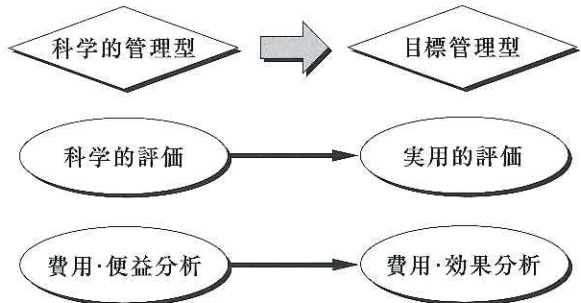 科学的管理型
目標管理型
科学的評価
実用的評価
費用·便益分析
費用·効果分析